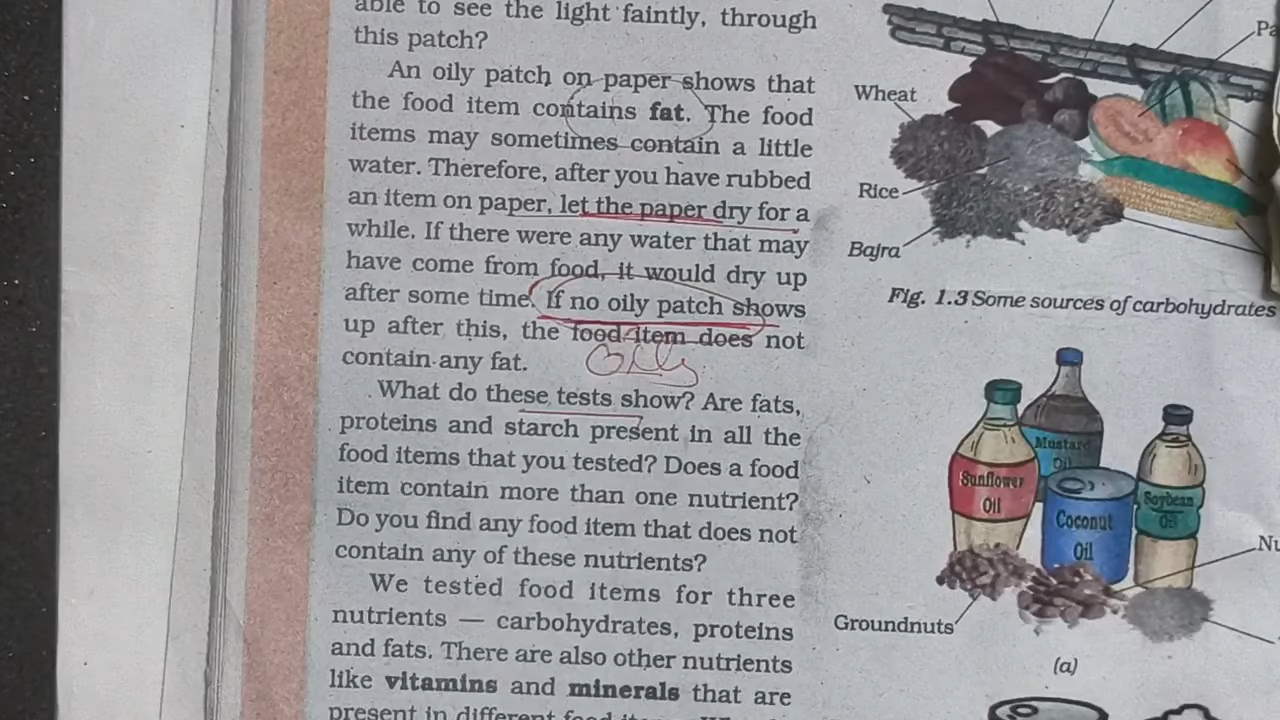 able to see the light faintly, through
this patch?
An oily patch on paper shows that
the food item contains fat. The food
items may sometimes contain a little
water. Therefore, after you have rubbed
an item on paper, let the paper dry for a
while. If there were any water that may
have come from food, it would dry up
after some time. If no oily patch shows
up after this, the food item does not
contain any fat.
oily
What do these tests show? Are fats,
proteins and starch present in all the
food items that you tested? Does a food
item contain more than one nutrient?
Do you find any food item that does not
contain any of these nutrients?
We tested food items for three
nutrients — carbohydrates, proteins
and fats. There are also other nutrients
like vitamins and minerals that are
present in different food
Wheat
Rice
Bajra
Fig. 1.3 Some sources of carbohydrates
Mustard
Oil
Sunflower
Oil
Coconut
Oil
Soybean
Oil
Groundnuts
(a)